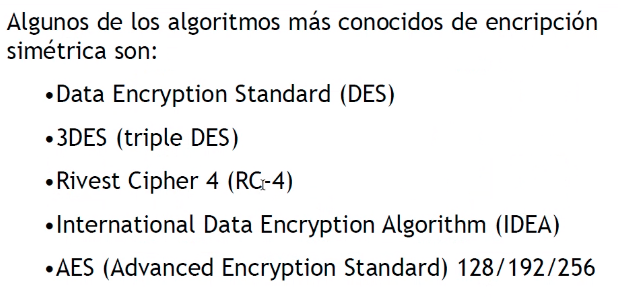 Algunos de los algoritmos más conocidos de encripción
simétrica son:
•Data Encryption Standard (DES)
•3DES (triple DES)
•Rivest Cipher 4 (RC-4)
•International Data Encryption Algorithm (IDEA)
•AES (Advanced Encryption Standard) 128/192/256